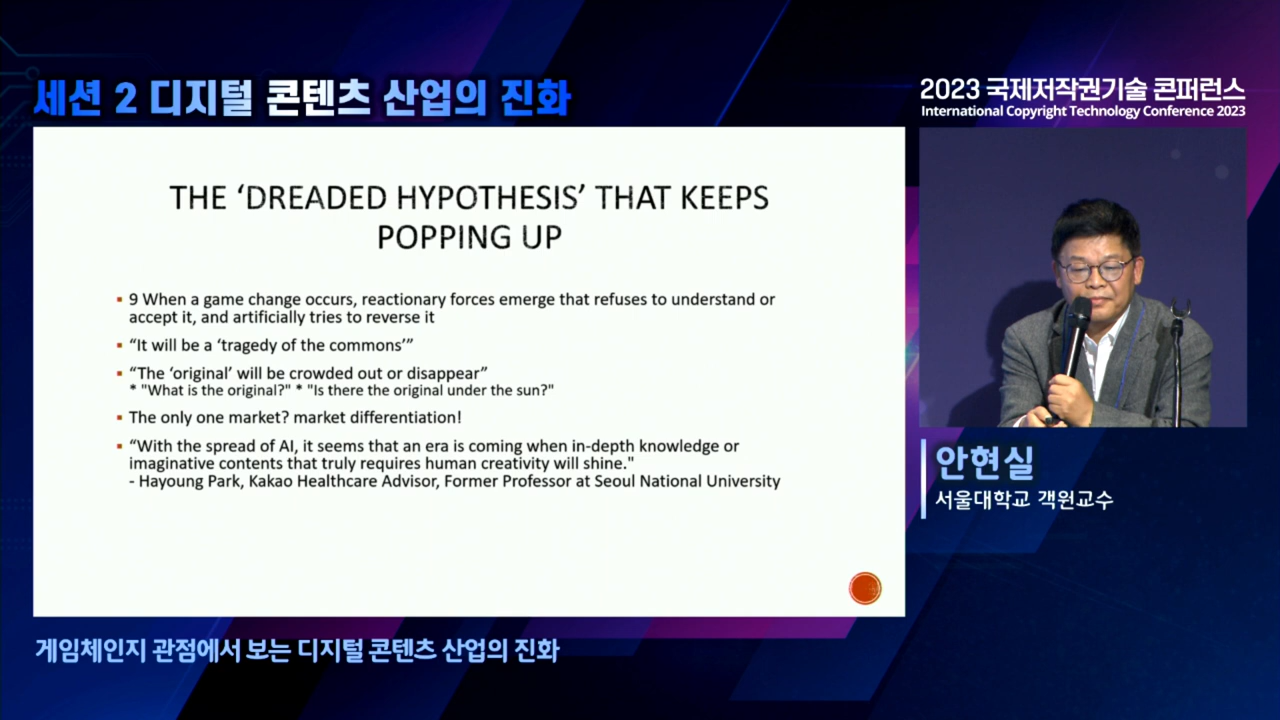 세션 2 디지털 콘텐츠 산업의 진화
2023 국제저작권기술 콘퍼런스
International Copyright Technology Conference 2023
THE ‘DREADED HYPOTHESIS’ THAT KEEPS
POPPING UP
▪ 9 When a game change occurs, reactionary forces emerge that refuses to understand or
accept it, and artificially tries to reverse it
▪ “It will be a ‘tragedy of the commons’”
▪ “The ‘original’ will be crowded out or disappear”
* "What is the original?" * "Is there the original under the sun?"
▪ The only one market? market differentiation!
▪ “With the spread of AI, it seems that an era is coming when in-depth knowledge or
imaginative contents that truly requires human creativity will shine."
- Hayoung Park, Kakao Healthcare Advisor, Former Professor at Seoul National University
안현실
서울대학교 객원교수
게임체인지 관점에서 보는 디지털 콘텐츠 산업의 진화